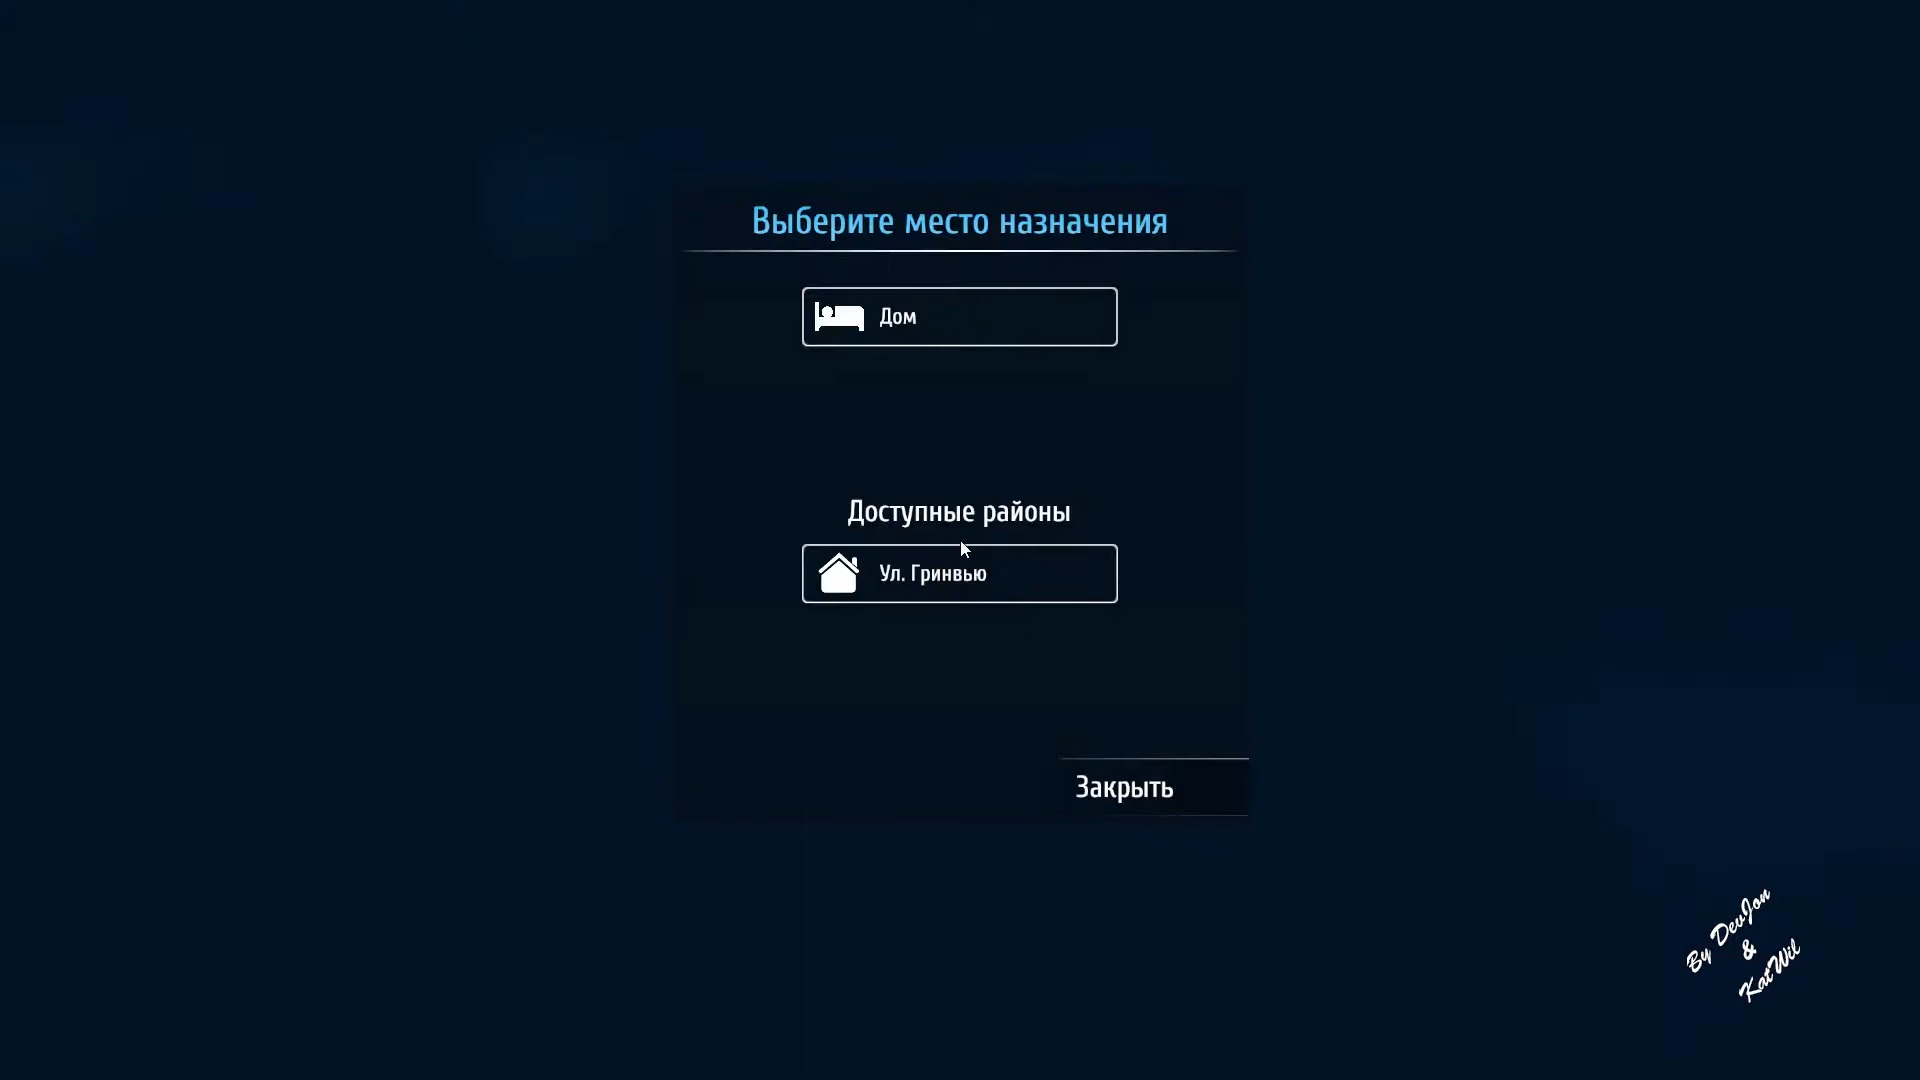 Выберите место назначения
Дом
Доступные районы
Ул. Гринвью
Закрыть
By DevJon
&
KatWil